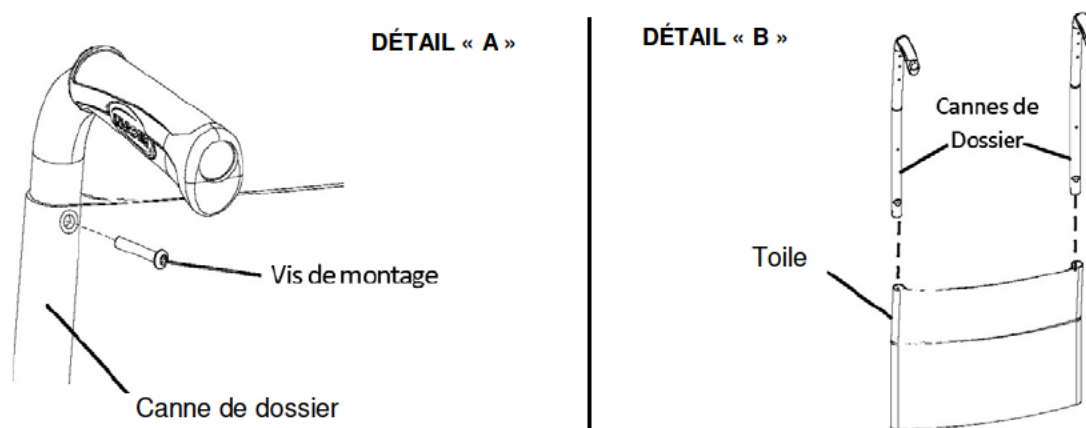 DÉTAIL « A »
Vis de montage
Canne de dossier
DÉTAIL « B »
Cannes de
Dossier
Toile